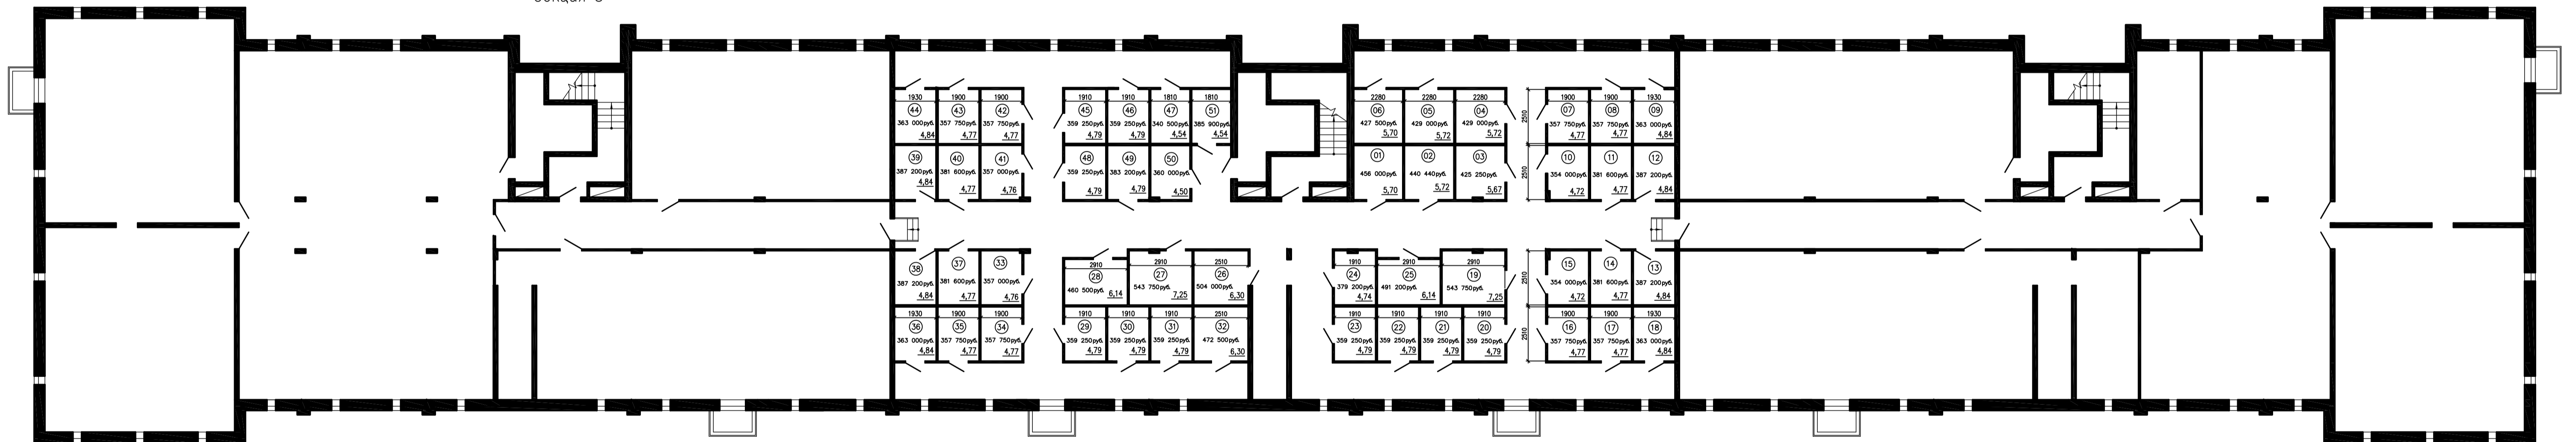 1930 1900 1900 1910 1910 1810 1810 2280 2280 2280 1900 1900 1930
44 43 42 45 46 47 51 06 05 04 07 08 09
363 000руб. 357 750руб. 357 750руб. 359 250руб. 359 250руб. 340 500руб. 385 900руб. 427 500руб. 429 000руб. 429 000руб. 357 750руб. 357 750руб. 363 000руб.
4,84 4,77 4,77 4,79 4,79 4,54 4,54 5,70 5,72 5,72 4,77 4,77 4,84
2510
39 40 41 48 49 50 01 02 03 10 11 12
387 200руб. 381 600руб. 357 000руб. 359 250руб. 383 200руб. 360 000руб. 456 000руб. 440 440руб. 425 250руб. 354 000руб. 381 600руб. 387 200руб.
4,84 4,77 4,76 4,79 4,79 4,50 5,70 5,72 5,67 4,72 4,77 4,84
2510
2910 2910 2510 1910 2910 2910
38 37 33 28 27 26 24 25 19 15 14 13
387 200руб. 381 600руб. 357 000руб. 460 500руб. 543 750руб. 504 000руб. 379 200руб. 491 200руб. 543 750руб. 354 000руб. 381 600руб. 387 200руб.
4,84 4,77 4,76 6,14 7,25 6,30 4,74 6,14 7,25 4,72 4,77 4,84
2510
1930 1900 1900 1910 1910 1910 2510 1910 1910 1910 1910 1900 1900 1930
36 35 34 29 30 31 32 23 22 21 20 16 17 18
363 000руб. 357 750руб. 357 750руб. 359 250руб. 359 250руб. 359 250руб. 472 500руб. 359 250руб. 359 250руб. 359 250руб. 359 250руб. 357 750руб. 357 750руб. 363 000руб.
4,84 4,77 4,77 4,79 4,79 4,79 6,30 4,79 4,79 4,79 4,79 4,77 4,77 4,84
2510